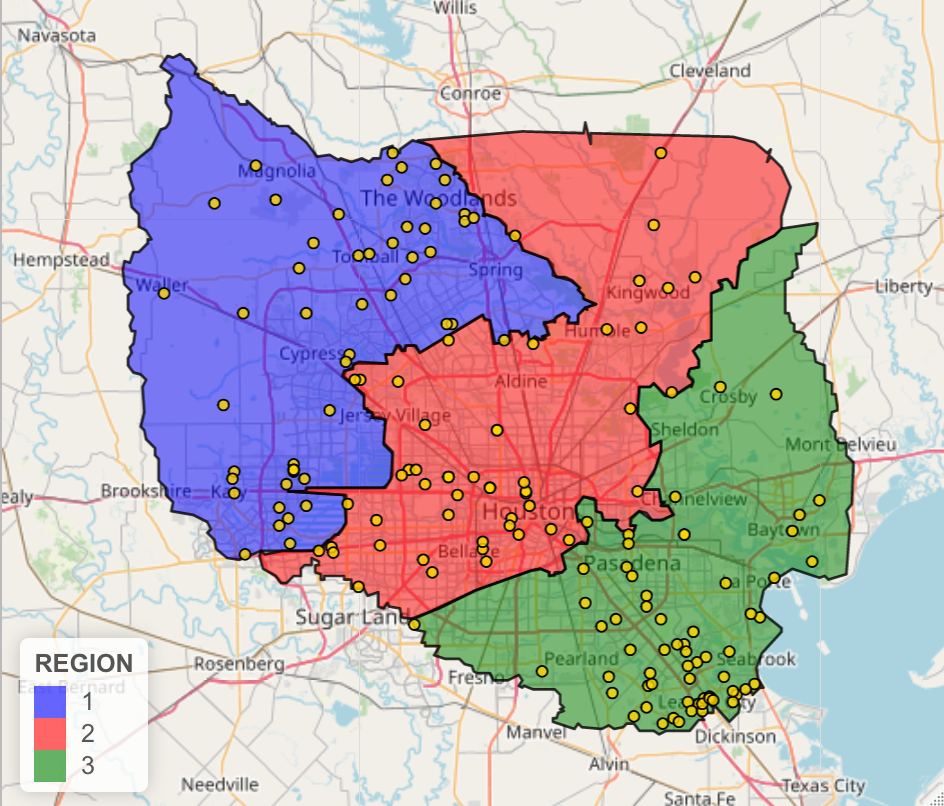 Willis
Navasota
Cleveland
Conroe
Magnolia
The Woodlands
Hempstead
Tomball
Spring
Waller
Kingwood
Liberty
Humble
Cypress
Aldine
Crosby
Jersey Village
Sheldon
Mont Belvieu
Brookshire
Katy
Channelview
ealy
Houston
Baytown
Bellaire
Pasadena
La Porte
Sugar Land
Pearland
Seabrook
REGION
Rosenberg
Fresno
East Bernard
1
League City
2
Manvel
Dickinson
3
Alvin
Needville
Texas City
Santa Fe